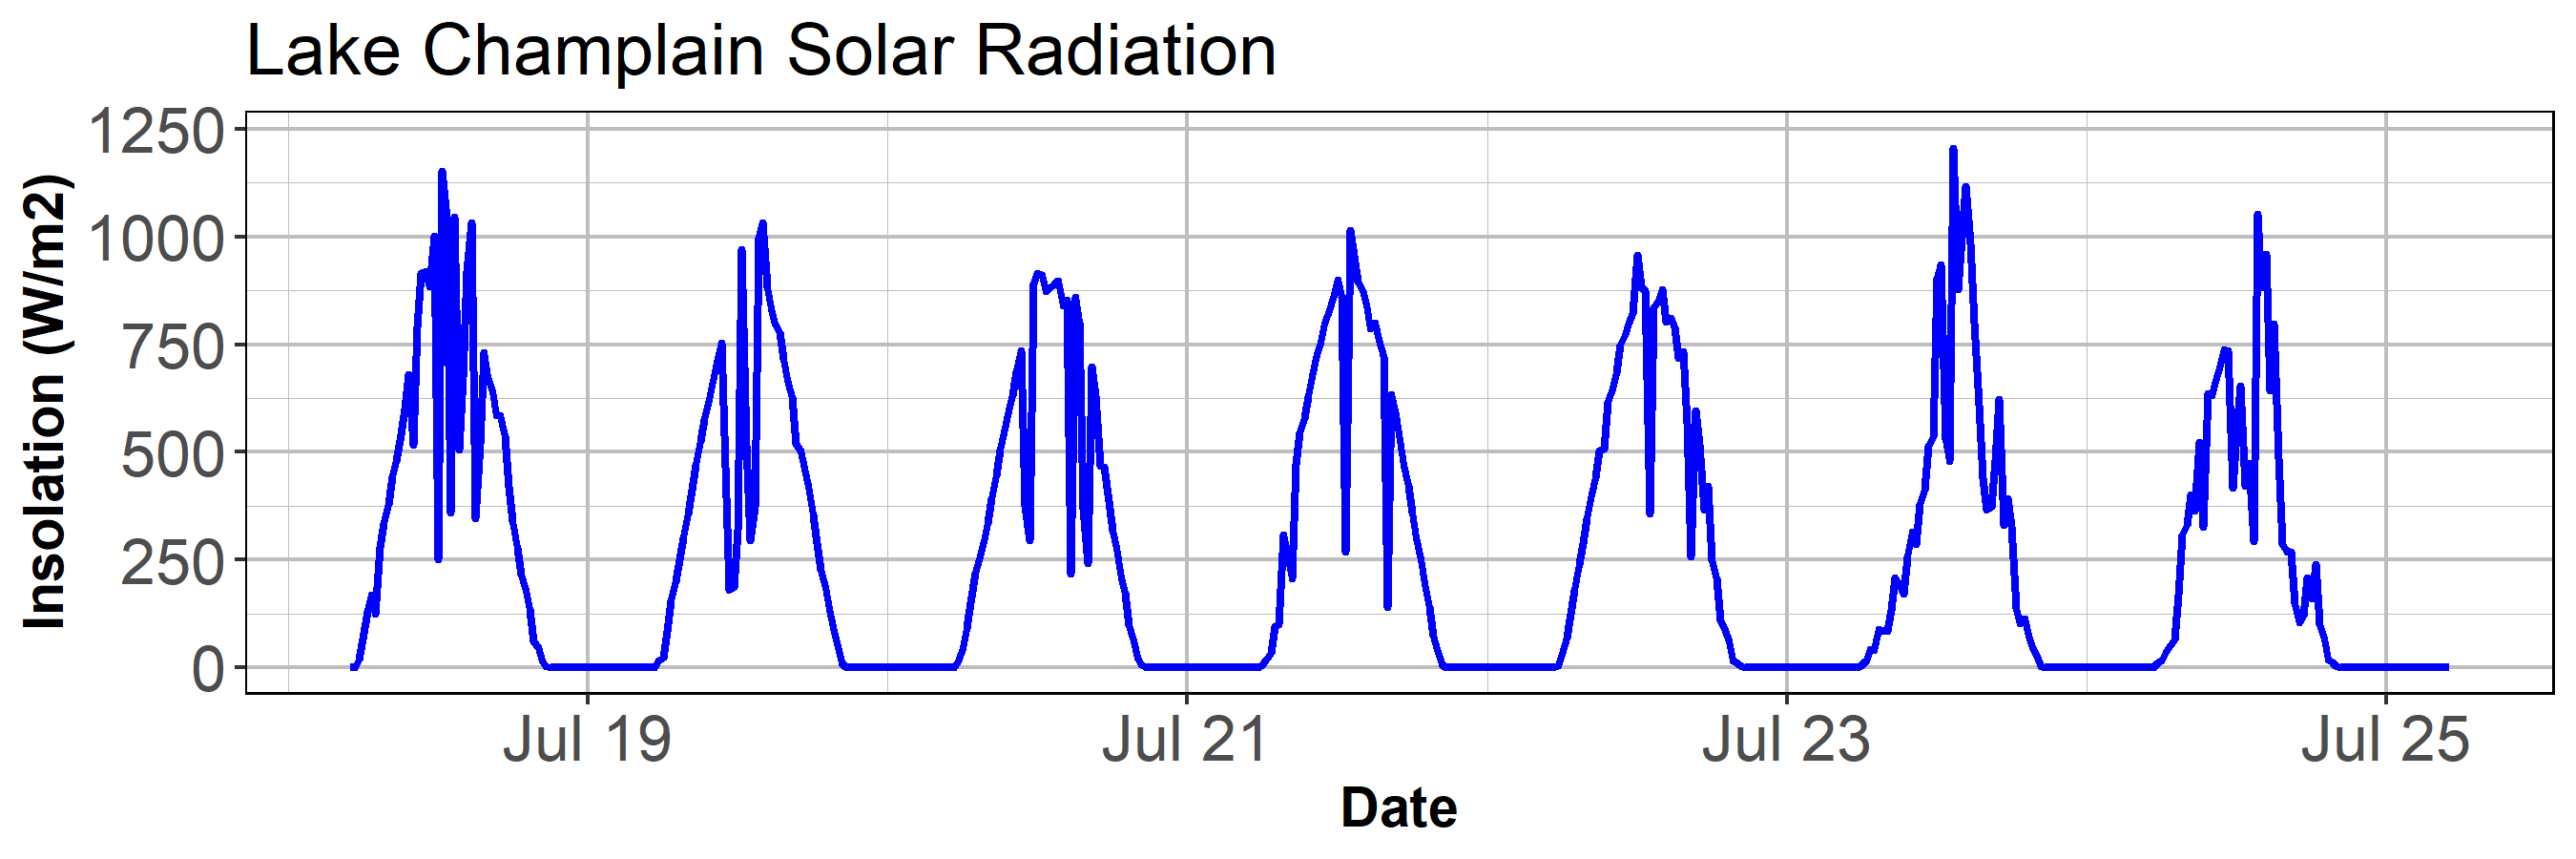 Lake Champlain Solar Radiation
Insolation (W/m2)
1250
1000
750
500
250
0
Jul 19
Jul 21
Jul 23
Jul 25
Date